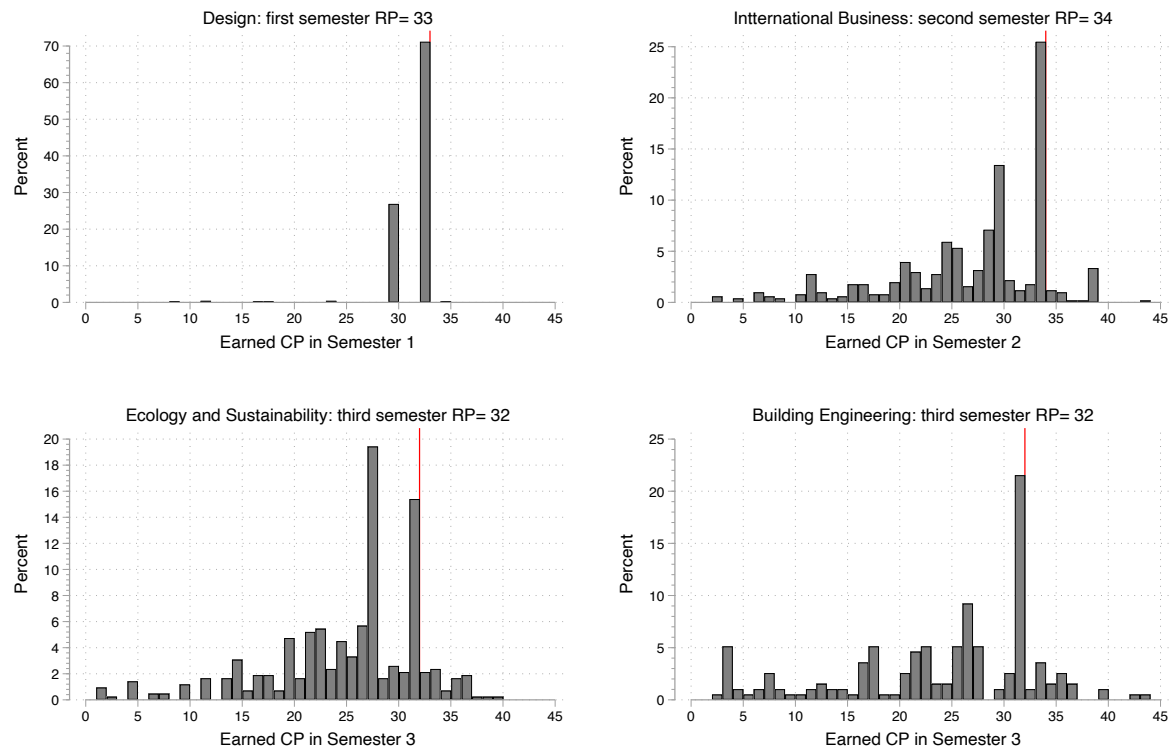 Design: first semester RP= 33
70
60
50
40
30
20
10
0
Percent
0 5 10 15 20 25 30 35 40 45
Earned CP in Semester 1
Intternational Business: second semester RP= 34
25
20
15
10
5
0
Percent
0 5 10 15 20 25 30 35 40 45
Earned CP in Semester 2
Ecology and Sustainability: third semester RP= 32
20
18
16
14
12
10
8
6
4
2
0
Percent
0 5 10 15 20 25 30 35 40 45
Earned CP in Semester 3
Building Engineering: third semester RP= 32
25
20
15
10
5
0
Percent
0 5 10 15 20 25 30 35 40 45
Earned CP in Semester 3